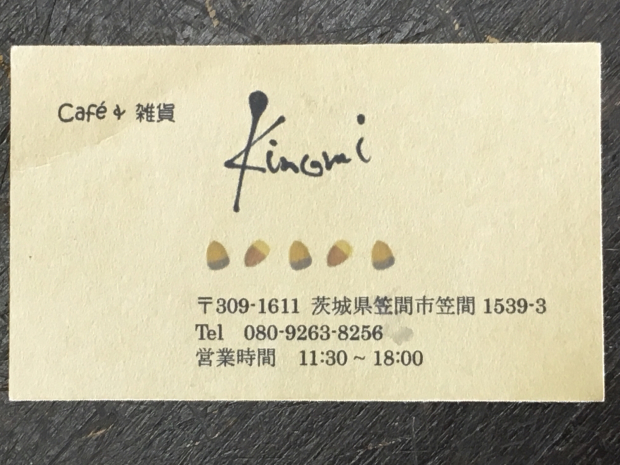 Café & 雑貨
Kinomi
〒309-1611 茨城県笠間市笠間 1539-3
Tel 080-9263-8256
営業時間 11:30 ~ 18:00